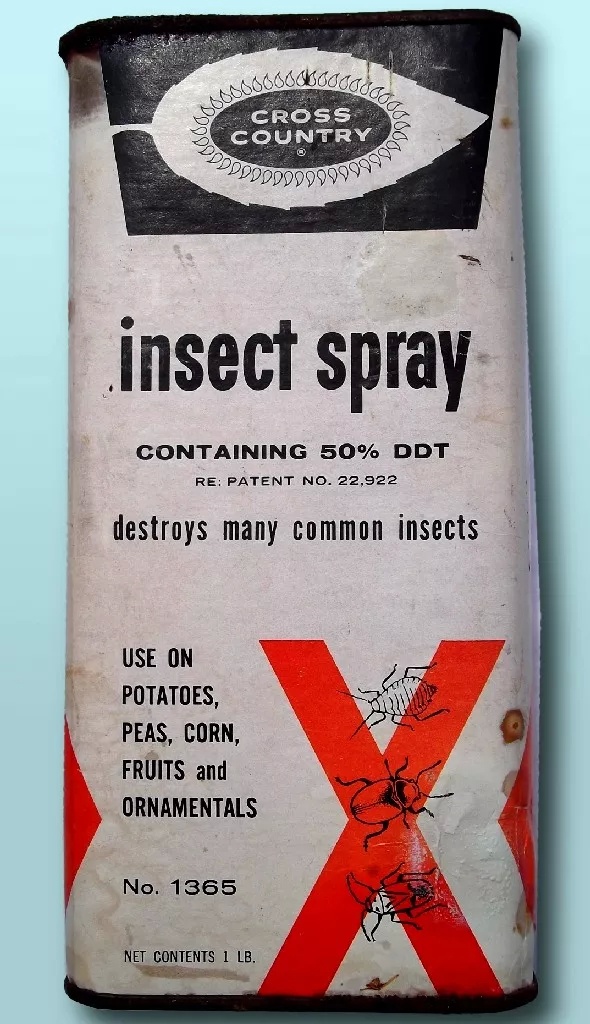 CROSS
COUNTRY
®
insect spray
CONTAINING 50% DDT
RE: PATENT NO. 22,922
destroys many common insects
USE ON
POTATOES,
PEAS, CORN,
FRUITS and
ORNAMENTALS
No. 1365
NET CONTENTS 1 LB.